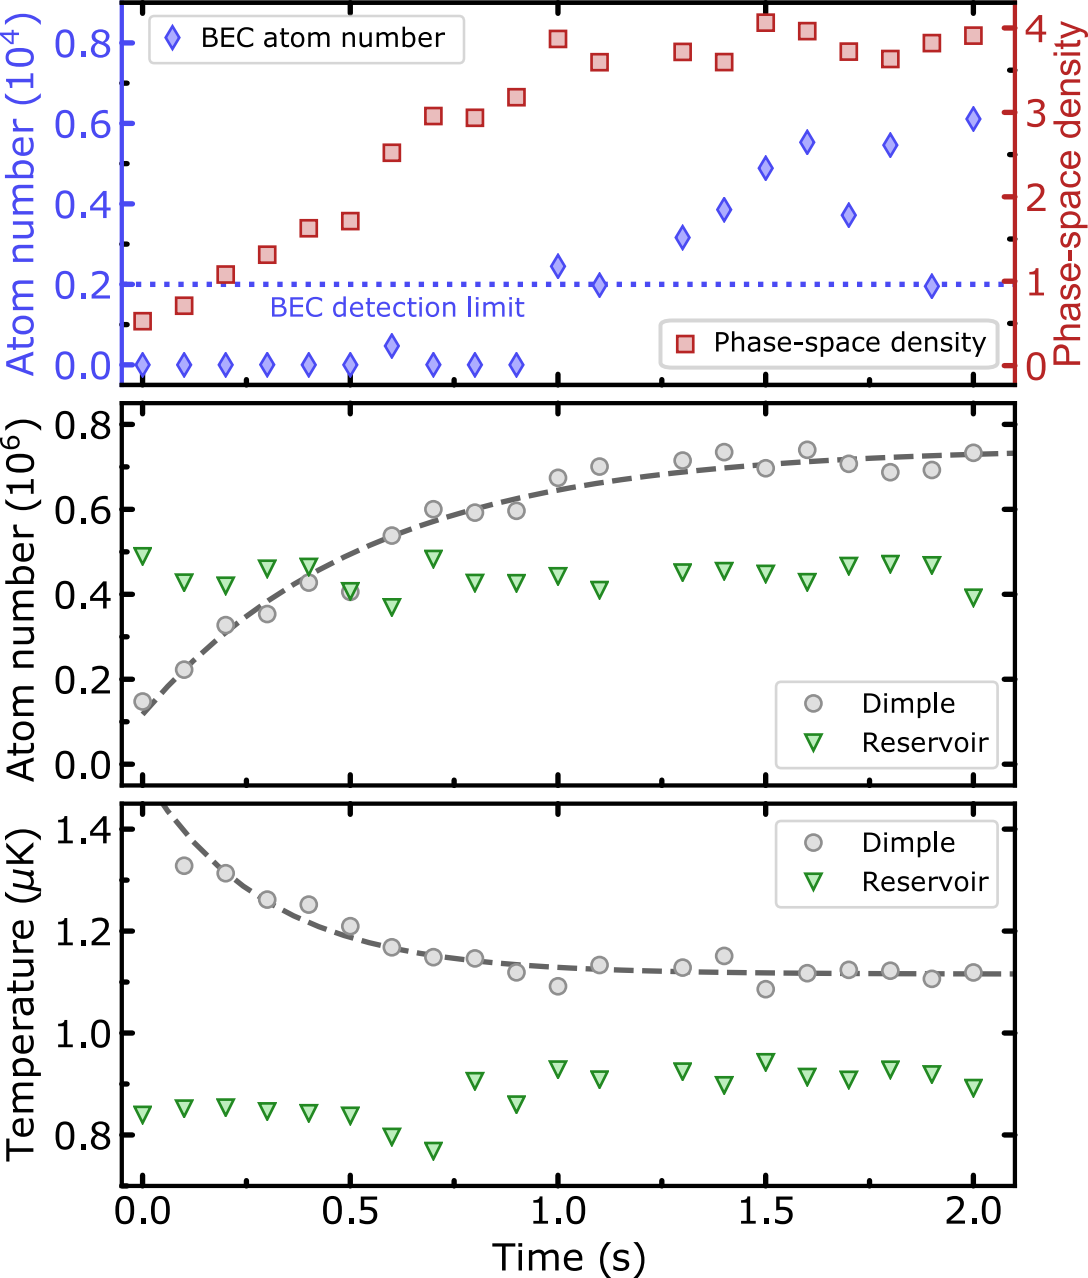 BEC atom number
Atom number (10⁴)
0.8
0.6
0.4
0.2
0.0
BEC detection limit
Phase-space density
4
3
2
1
0
Phase-space density
Atom number (10⁶)
0.8
0.6
0.4
0.2
0.0
Dimple
Reservoir
Temperature (μK)
1.4
1.2
1.0
0.8
Dimple
Reservoir
0.0 0.5 1.0 1.5 2.0
Time (s)